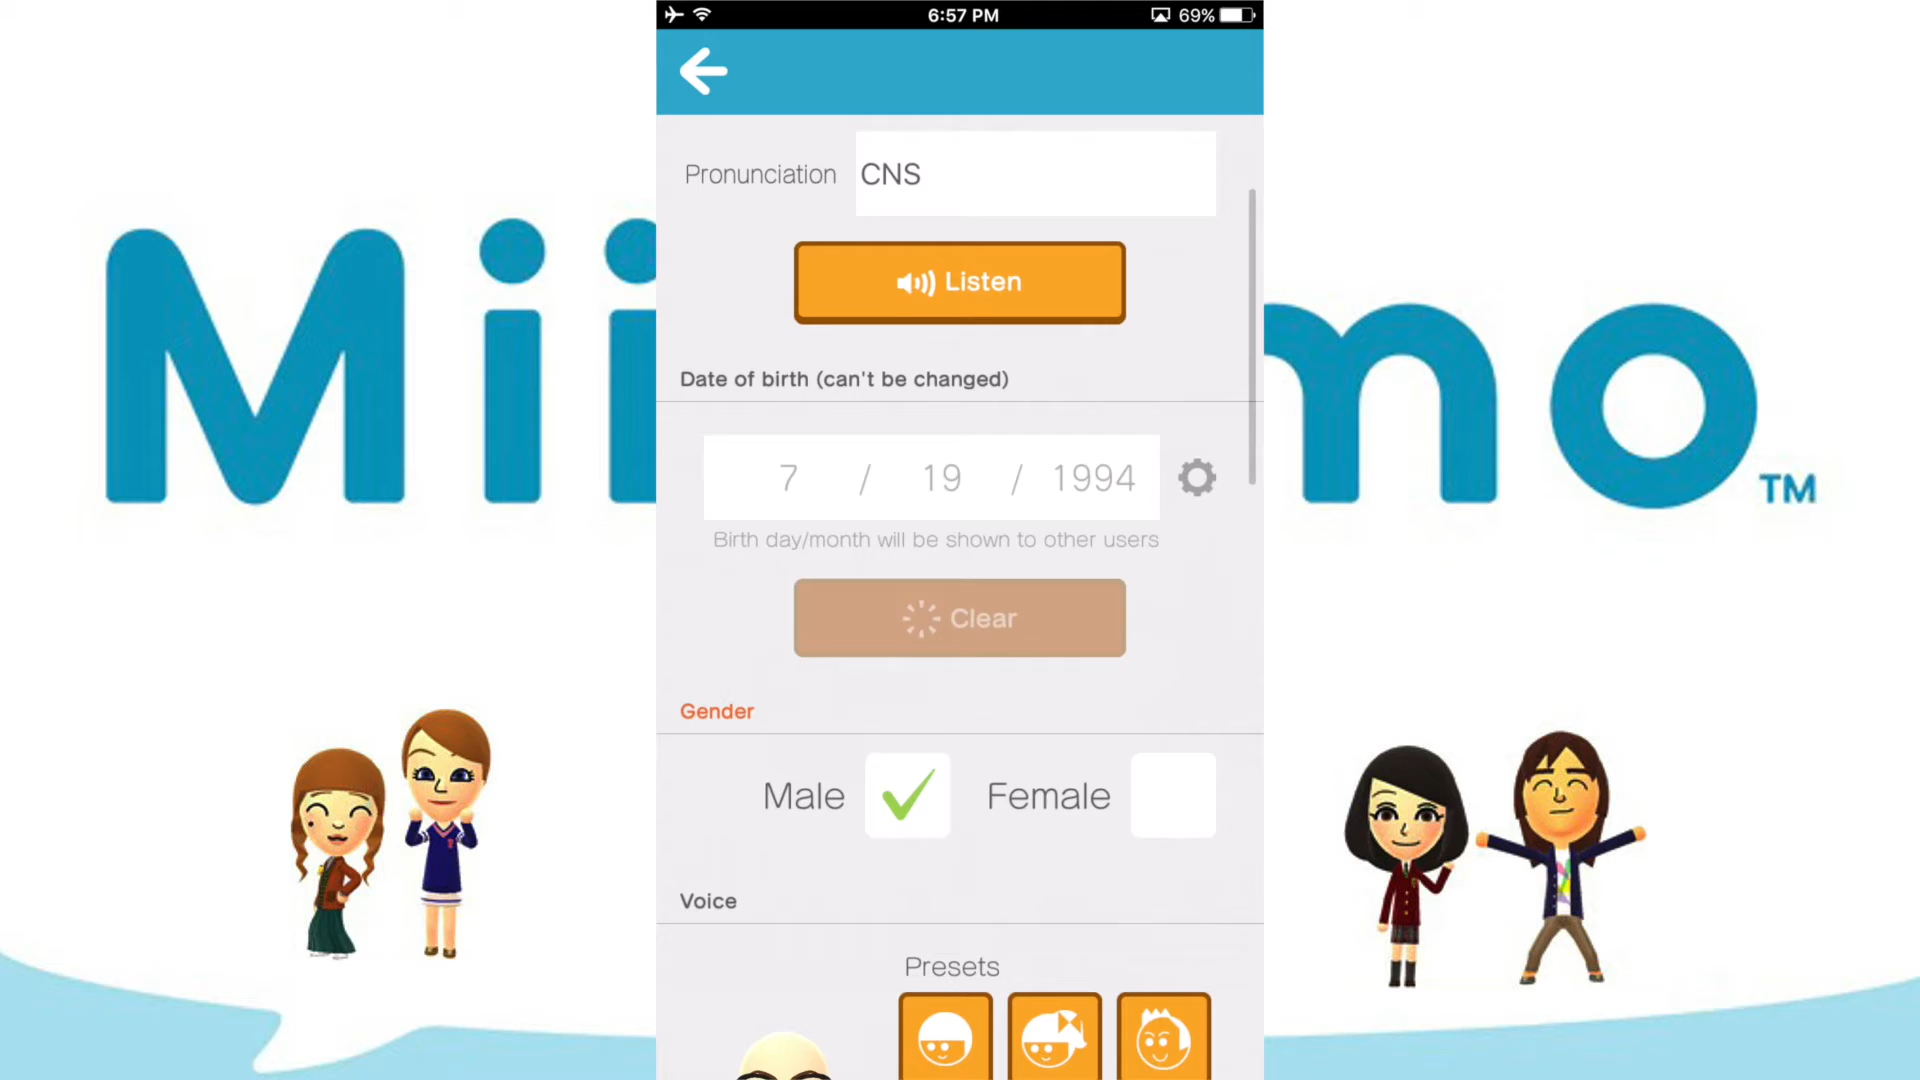 6:57 PM
69%
Mii mo
TM
Pronunciation CNS
Listen
Date of birth (can't be changed)
7 / 19 / 1994
Birth day/month will be shown to other users
Clear
Gender
Male Female
Voice
Presets